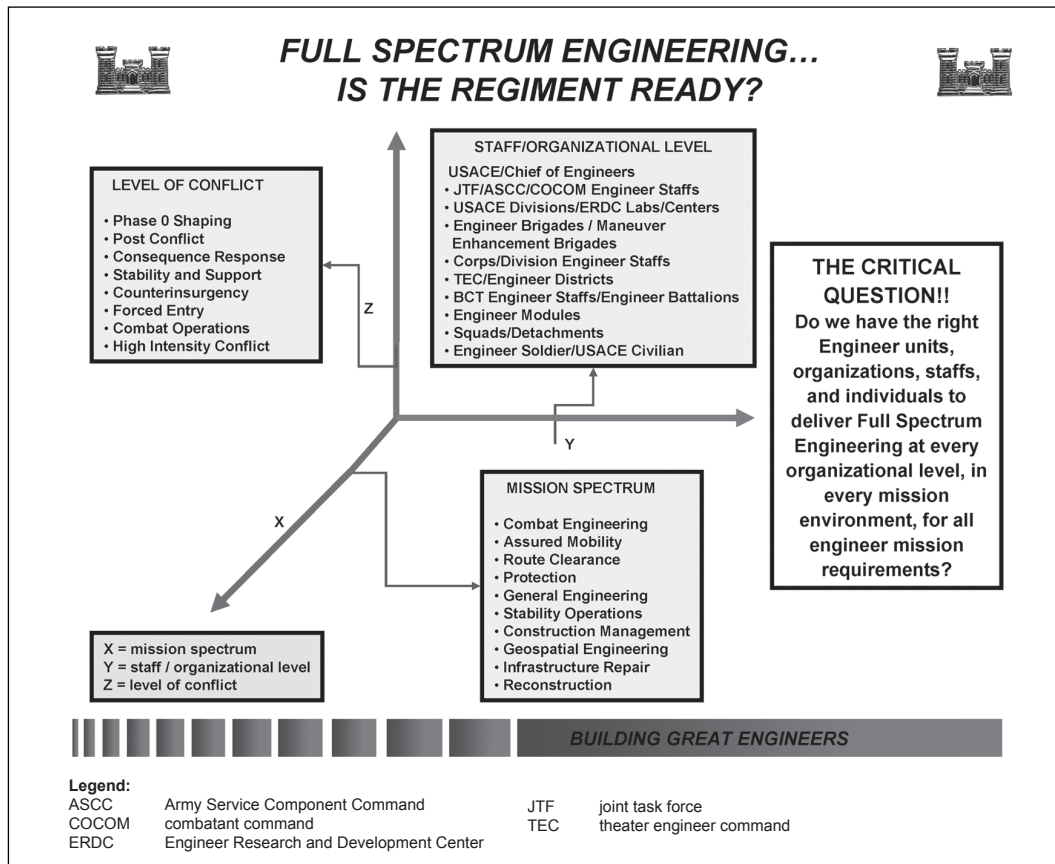 FULL SPECTRUM ENGINEERING…
IS THE REGIMENT READY?
LEVEL OF CONFLICT
• Phase 0 Shaping
• Post Conflict
• Consequence Response
• Stability and Support
• Counterinsurgency
• Forced Entry
• Combat Operations
• High Intensity Conflict
STAFF/ORGANIZATIONAL LEVEL
USACE/Chief of Engineers
• JTF/ASCC/COCOM Engineer Staffs
• USACE Divisions/ERDC Labs/Centers
• Engineer Brigades / Maneuver
Enhancement Brigades
• Corps/Division Engineer Staffs
• TEC/Engineer Districts
• BCT Engineer Staffs/Engineer Battalions
• Engineer Modules
• Squads/Detachments
• Engineer Soldier/USACE Civilian
THE CRITICAL
QUESTION!!
Do we have the right
Engineer units,
organizations, staffs,
and individuals to
deliver Full Spectrum
Engineering at every
organizational level, in
every mission
environment, for all
engineer mission
requirements?
Z
Y
X
MISSION SPECTRUM
• Combat Engineering
• Assured Mobility
• Route Clearance
• Protection
• General Engineering
• Stability Operations
• Construction Management
• Geospatial Engineering
• Infrastructure Repair
• Reconstruction
X = mission spectrum
Y = staff / organizational level
Z = level of conflict
BUILDING GREAT ENGINEERS
Legend:
ASCC Army Service Component Command
COCOM combatant command
ERDC Engineer Research and Development Center
JTF joint task force
TEC theater engineer command